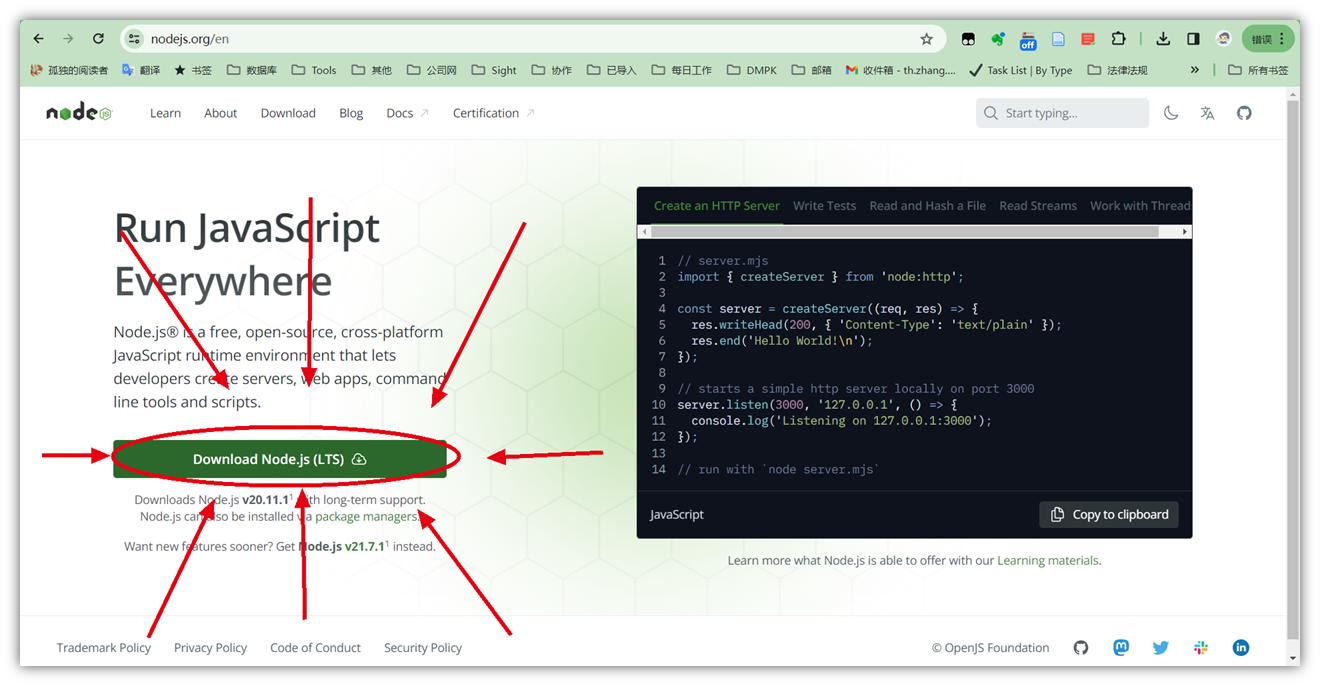 nodejs.org/en
off
错误
孤独的阅读者 翻译 书签 数据库 Tools 其他 公司网 Sight 协作 已导入 每日工作 DMPK 邮箱 收件箱 - th.zhang.... Task List | By Type 法律法规 » 所有书签
node JS
Learn About Download Blog Docs Certification
Start typing...
Run JavaScript
Everywhere
Node.js® is a free, open-source, cross-platform
JavaScript runtime environment that lets
developers create servers, web apps, command
line tools and scripts.
Download Node.js (LTS)
Downloads Node.js v20.11.1¹ with long-term support.
Node.js can also be installed via package managers.
Want new features sooner? Get Node.js v21.7.1¹ instead.
Create an HTTP Server Write Tests Read and Hash a File Read Streams Work with Threads
1 // server.mjs
2 import { createServer } from 'node:http';
3
4 const server = createServer((req, res) => {
5   res.writeHead(200, { 'Content-Type': 'text/plain' });
6   res.end('Hello World!\n');
7 });
8
9 // starts a simple http server locally on port 3000
10 server.listen(3000, '127.0.0.1', () => {
11   console.log('Listening on 127.0.0.1:3000');
12 });
13
14 // run with `node server.mjs`
JavaScript
Copy to clipboard
Learn more what Node.js is able to offer with our Learning materials.
Trademark Policy Privacy Policy Code of Conduct Security Policy
© OpenJS Foundation
in